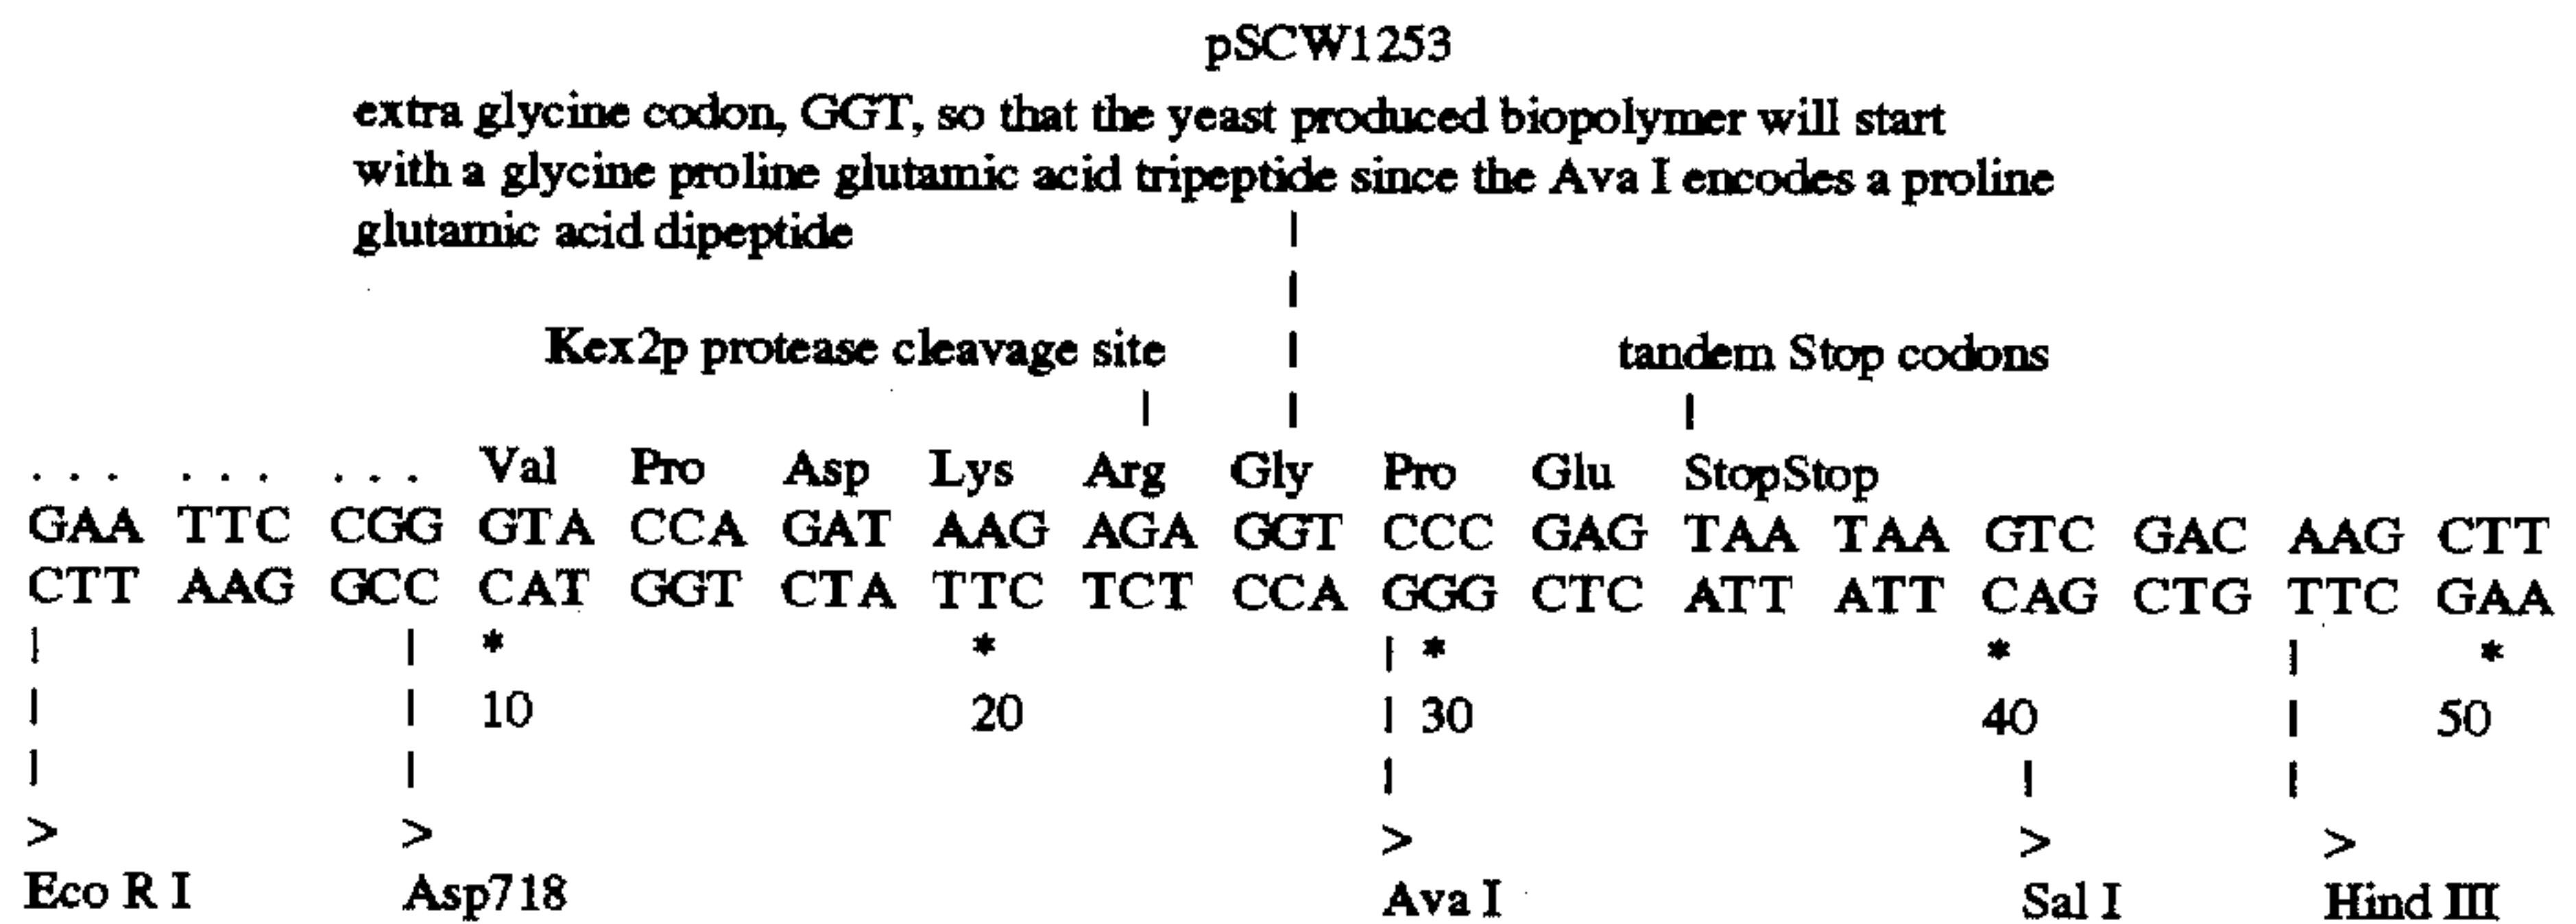 pSCW1253
extra glycine codon, GGT, so that the yeast produced biopolymer will start
with a glycine proline glutamic acid tripeptide since the Ava I encodes a proline
glutamic acid dipeptide
Kex2p protease cleavage site tandem Stop codons
. . . . . . . . . Val Pro Asp Lys Arg Gly Pro Glu StopStop
GAA TTC CGG GTA CCA GAT AAG AGA GGT CCC GAG TAA TAA GTC GAC AAG CTT
CTT AAG GCC CAT GGT CTA TTC TCT CCA GGG CTC ATT ATT CAG CTG TTC GAA
* * * * *
10 20 30 40 50
> > > > >
Eco R I Asp718 Ava I Sal I Hind III